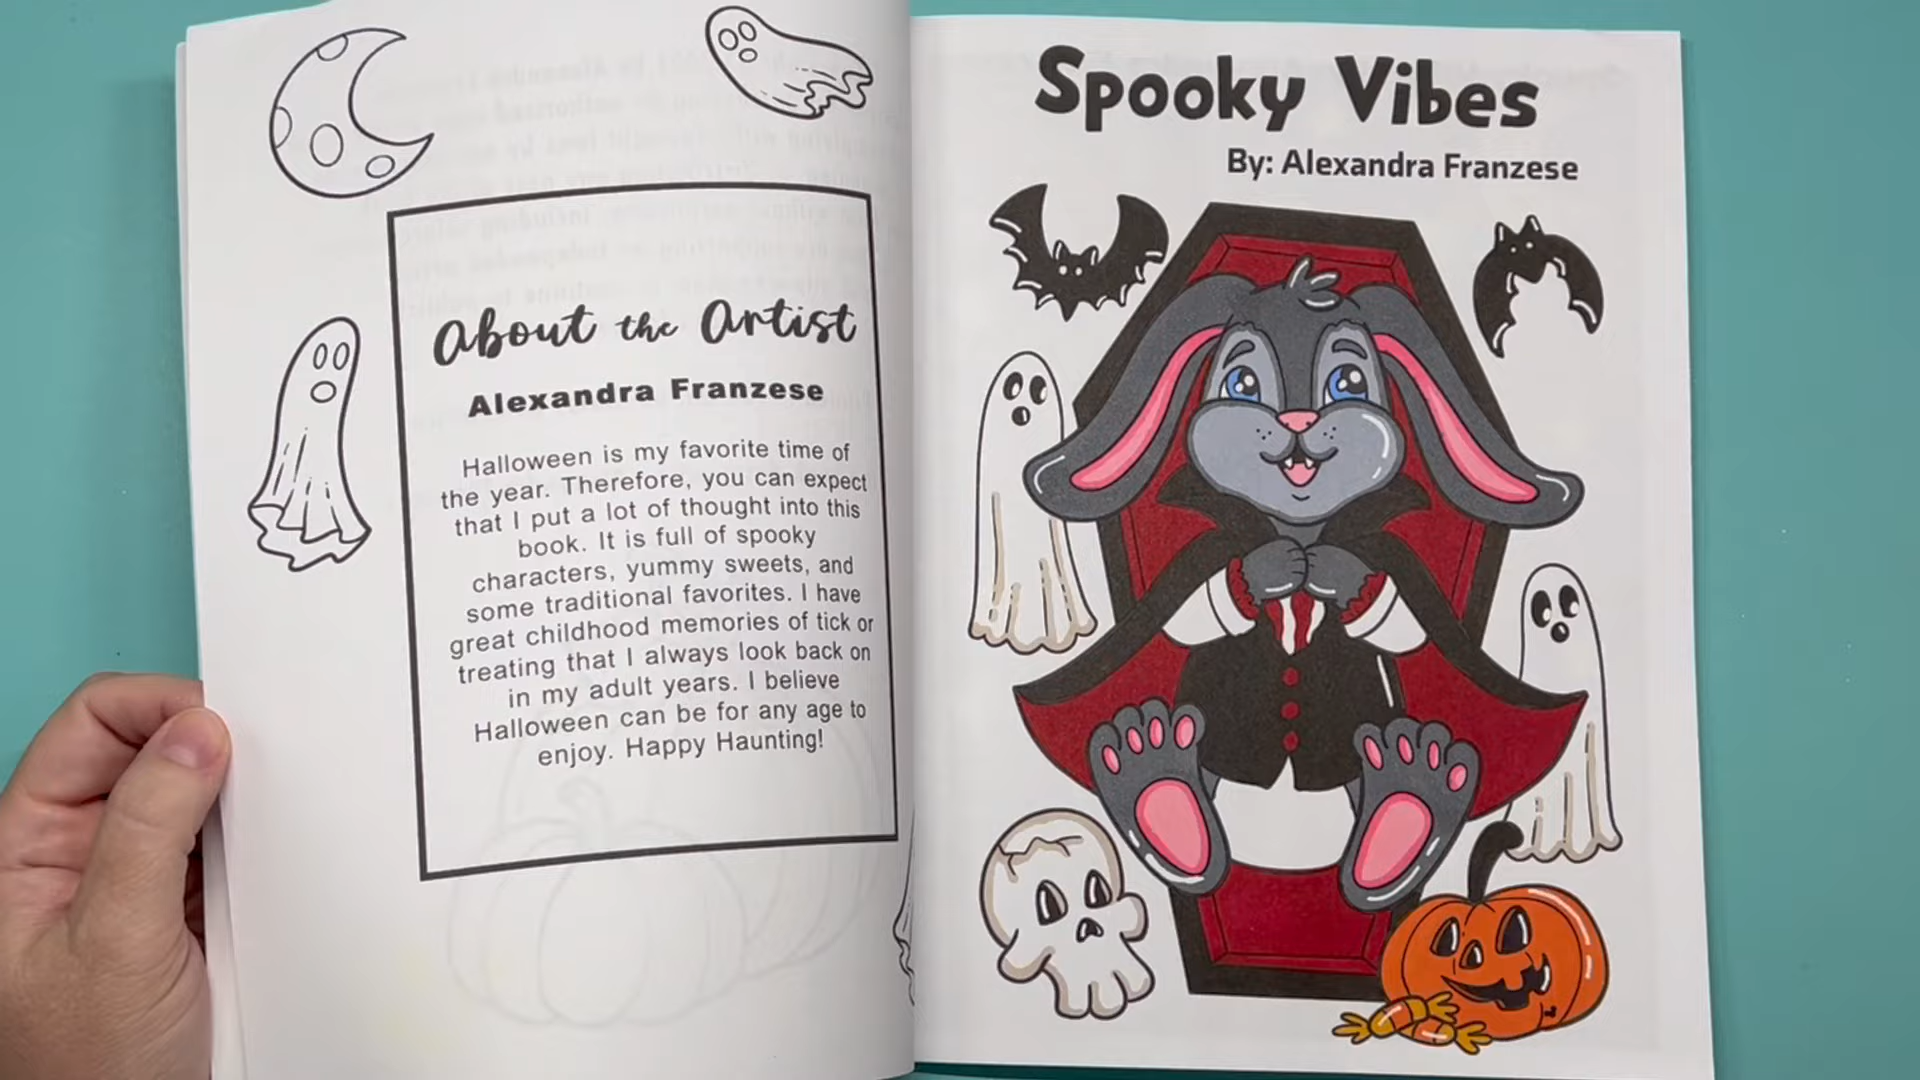 About the Artist
Alexandra Franzese
Halloween is my favorite time of
the year. Therefore, you can expect
that I put a lot of thought into this
book. It is full of spooky
characters, yummy sweets, and
some traditional favorites. I have
great childhood memories of tick or
treating that I always look back on
in my adult years. I believe
Halloween can be for any age to
enjoy. Happy Haunting!
Spooky Vibes
By: Alexandra Franzese